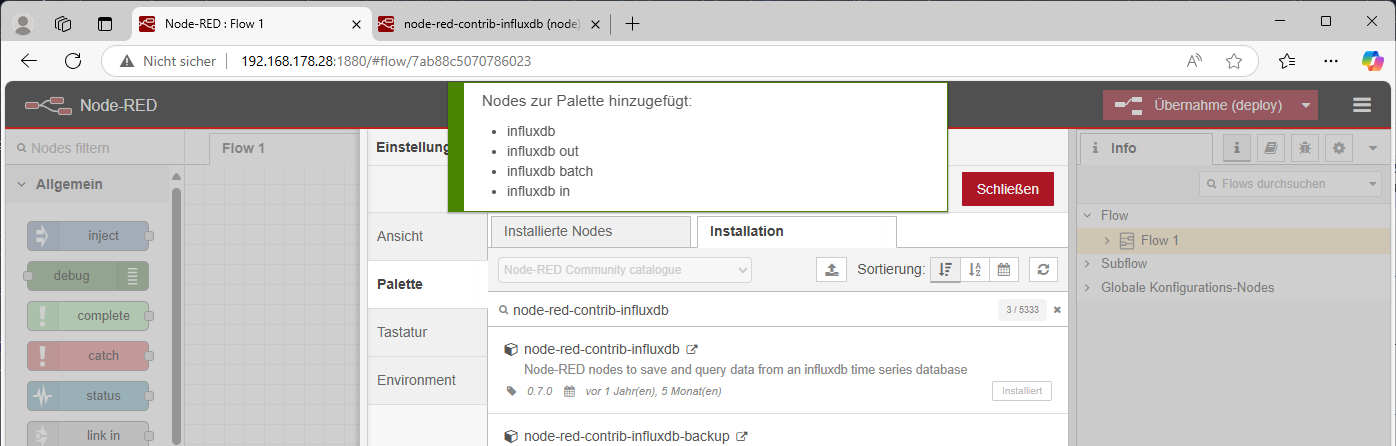 Node-RED : Flow 1
node-red-contrib-influxdb (node)
Nicht sicher
192.168.178.28:1880/#flow/7ab88c5070786023
Node-RED
Übernahme (deploy)
Nodes zur Palette hinzugefügt:
• influxdb
• influxdb out
• influxdb batch
• influxdb in
Nodes filtern
Flow 1
Allgemein
inject
debug
complete
catch
status
link in
Schließen
Ansicht
Palette
Tastatur
Environment
Installierte Nodes
Installation
Node-RED Community catalogue
Sortierung:
node-red-contrib-influxdb
3 / 5333
node-red-contrib-influxdb
Node-RED nodes to save and query data from an influxdb time series database
0.7.0 vor 1 Jahr(en), 5 Monat(en)
Installiert
node-red-contrib-influxdb-backup
Info
Flows durchsuchen
Flow
Flow 1
Subflow
Globale Konfigurations-Nodes